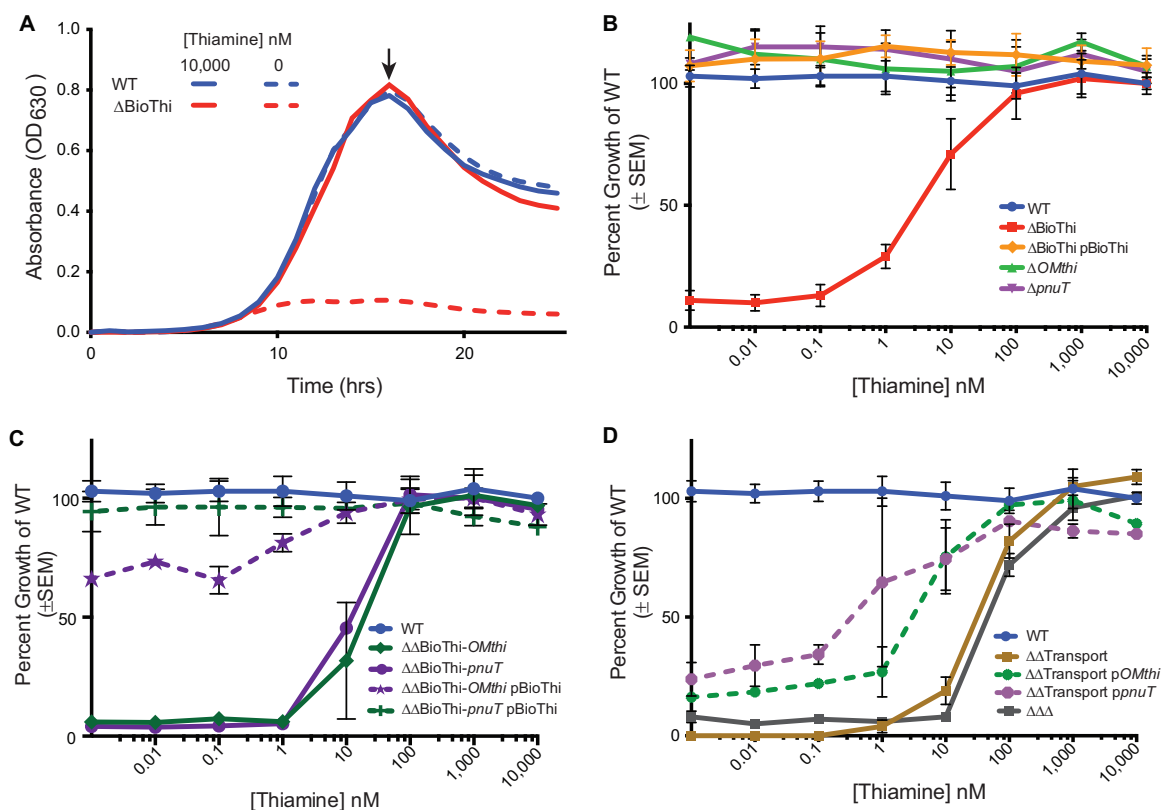 A
[Thiamine] nM
10,000 0
WT
ΔBioThi
Absorbance (OD630)
1.0
0.8
0.6
0.4
0.2
0.0
0 10 20
Time (hrs)
B
Percent Growth of WT
(± SEM)
100
50
0
WT
ΔBioThi
ΔBioThi pBioThi
ΔOMthi
ΔpnuT
0.01 0.1 1 10 100 1,000 10,000
[Thiamine] nM
C
Percent Growth of WT
(±SEM)
100
50
0
WT
ΔΔBioThi-OMthi
ΔΔBioThi-pnuT
ΔΔBioThi-OMthi pBioThi
ΔΔBioThi-pnuT pBioThi
0.01 0.1 1 10 100 1,000 10,000
[Thiamine] nM
D
Percent Growth of WT
(± SEM)
100
50
0
WT
ΔΔTransport
ΔΔTransport pOMthi
ΔΔTransport ppnuT
ΔΔΔ
0.01 0.1 1 10 100 1,000 10,000
[Thiamine] nM